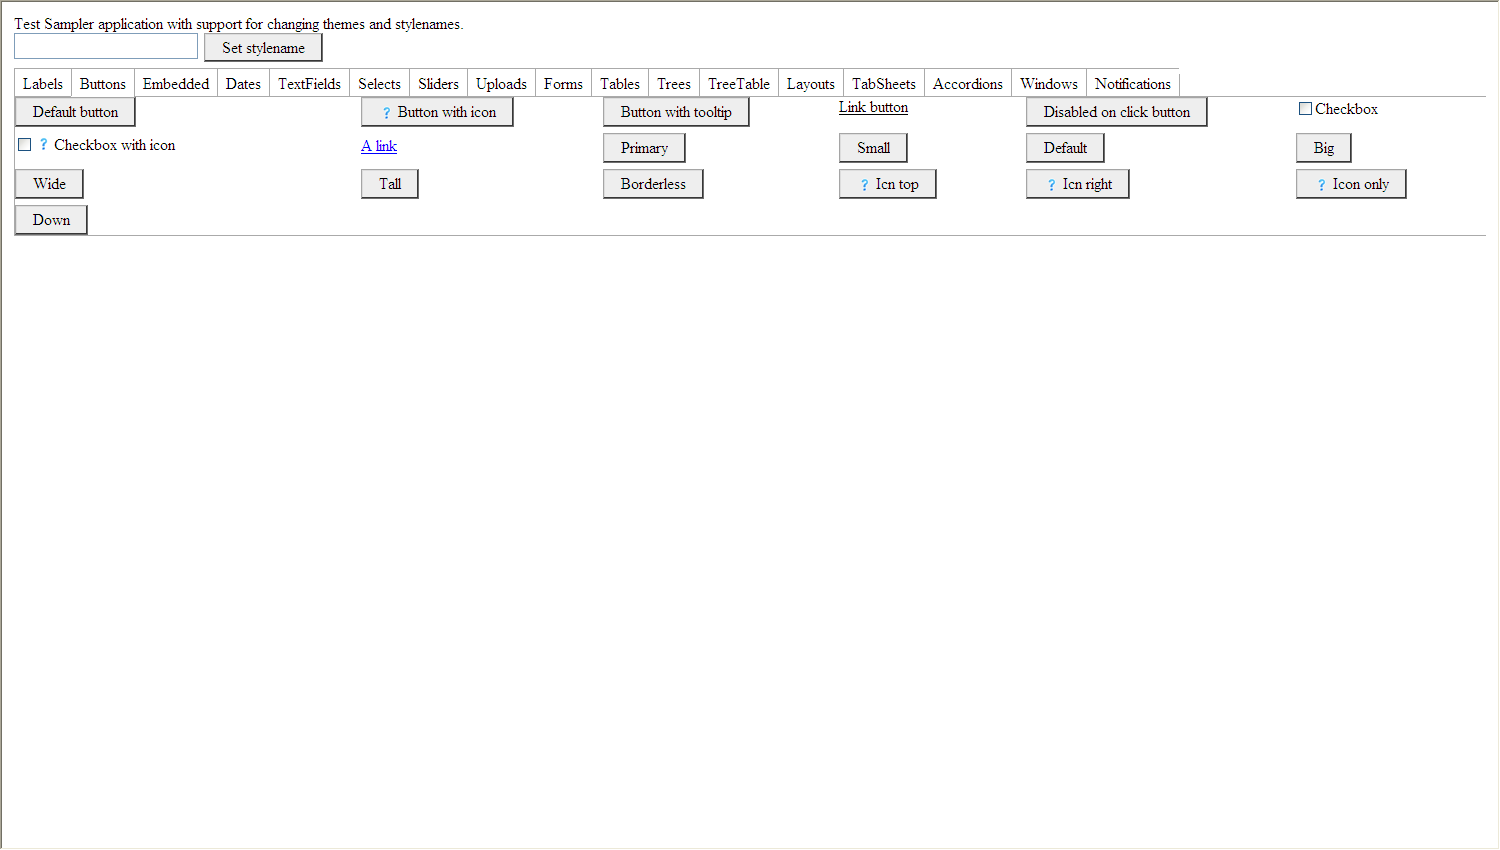 Test Sampler application with support for changing themes and stylenames.
Set stylename
Labels Buttons Embedded Dates TextFields Selects Sliders Uploads Forms Tables Trees TreeTable Layouts TabSheets Accordions Windows Notifications
Default button ? Button with icon Button with tooltip Link button Disabled on click button Checkbox
? Checkbox with icon A link Primary Small Default Big
Wide Tall Borderless ? Icn top ? Icn right ? Icon only
Down